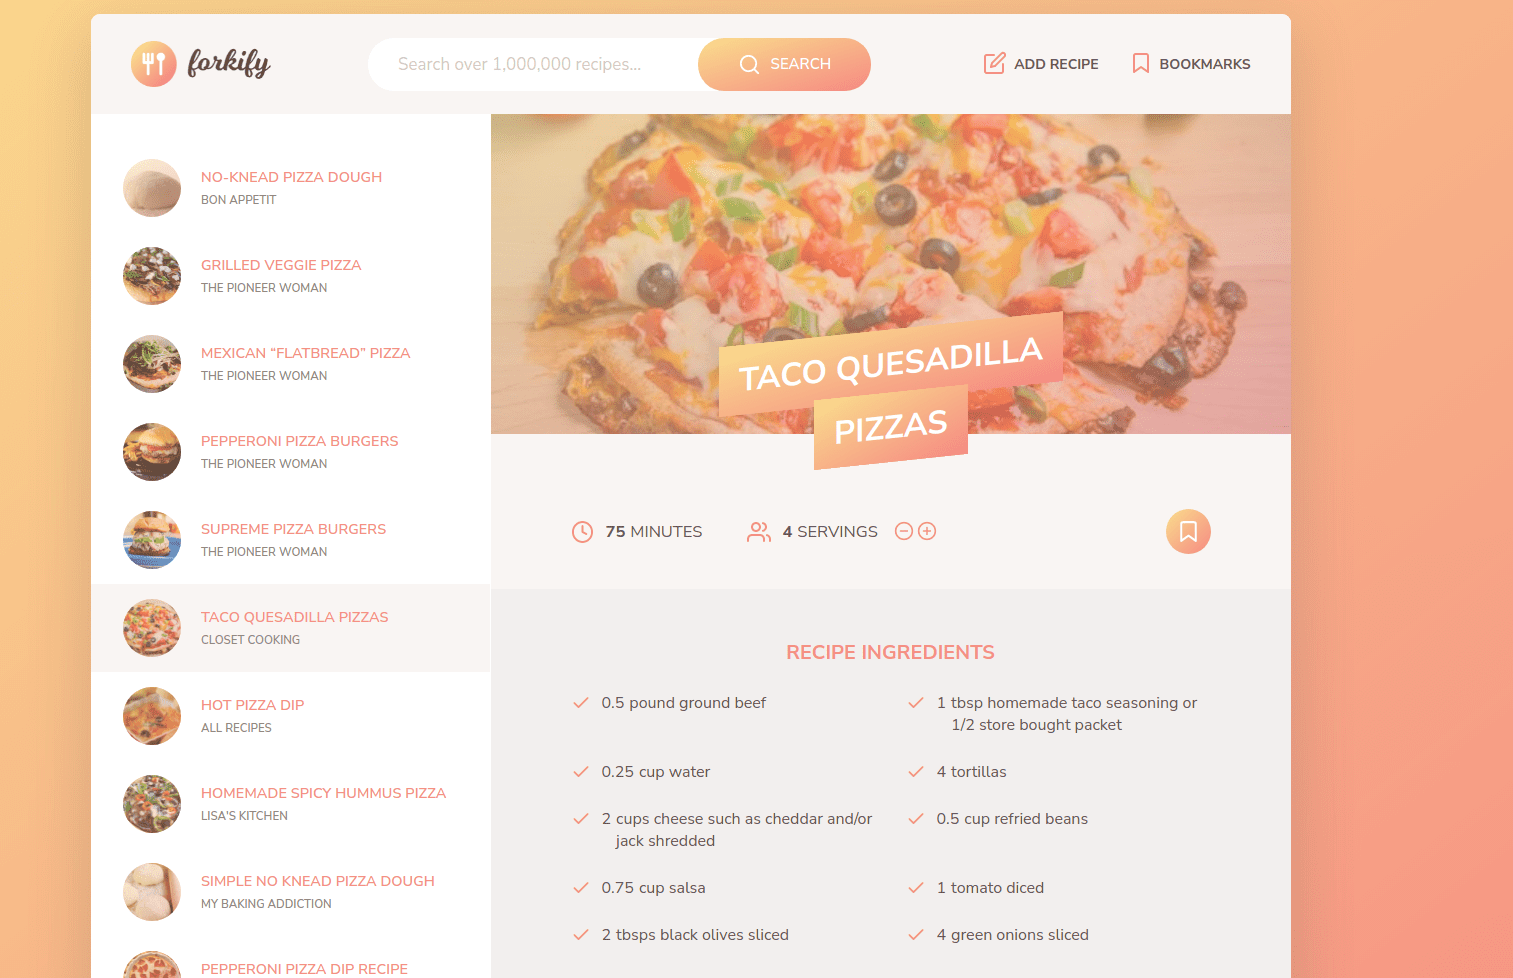 forkify
Search over 1,000,000 recipes...
SEARCH
ADD RECIPE
BOOKMARKS
NO-KNEAD PIZZA DOUGH
BON APPETIT
GRILLED VEGGIE PIZZA
THE PIONEER WOMAN
MEXICAN “FLATBREAD” PIZZA
THE PIONEER WOMAN
PEPPERONI PIZZA BURGERS
THE PIONEER WOMAN
SUPREME PIZZA BURGERS
THE PIONEER WOMAN
TACO QUESADILLA PIZZAS
CLOSET COOKING
HOT PIZZA DIP
ALL RECIPES
HOMEMADE SPICY HUMMUS PIZZA
LISA'S KITCHEN
SIMPLE NO KNEAD PIZZA DOUGH
MY BAKING ADDICTION
PEPPERONI PIZZA DIP RECIPE
TACO QUESADILLA
PIZZAS
75 MINUTES
4 SERVINGS
RECIPE INGREDIENTS
0.5 pound ground beef
1 tbsp homemade taco seasoning or
1/2 store bought packet
0.25 cup water
4 tortillas
2 cups cheese such as cheddar and/or
jack shredded
0.5 cup refried beans
0.75 cup salsa
1 tomato diced
2 tbsps black olives sliced
4 green onions sliced